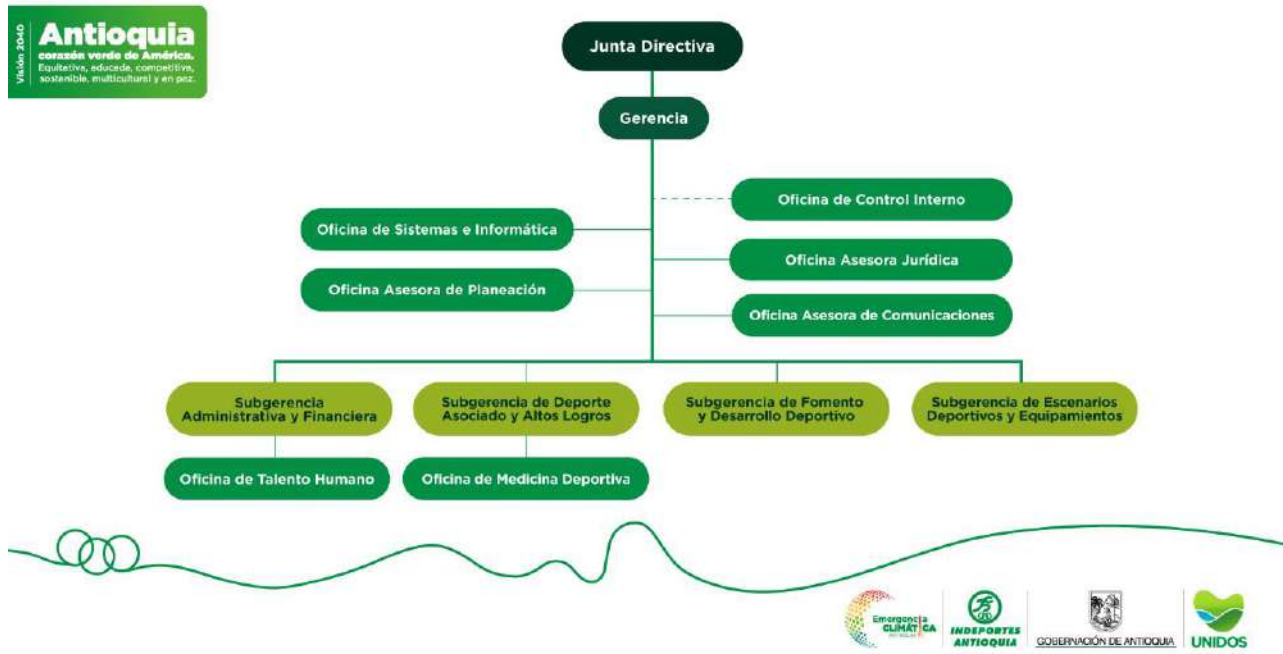 Visión 2040
Antioquia
corazón verde de América.
Equitativa, educada, competitiva,
sostenible, multicultural y en paz.
Junta Directiva
Gerencia
Oficina de Control Interno
Oficina de Sistemas e Informática
Oficina Asesora Jurídica
Oficina Asesora de Planeación
Oficina Asesora de Comunicaciones
Subgerencia
Administrativa y Financiera
Subgerencia de Deporte
Asociado y Altos Logros
Subgerencia de Fomento
y Desarrollo Deportivo
Subgerencia de Escenarios
Deportivos y Equipamientos
Oficina de Talento Humano
Oficina de Medicina Deportiva
Emergencia
CLIMÁTICA
INDEPORTES
ANTIOQUIA
GOBERNACIÓN DE ANTIOQUIA
UNIDOS